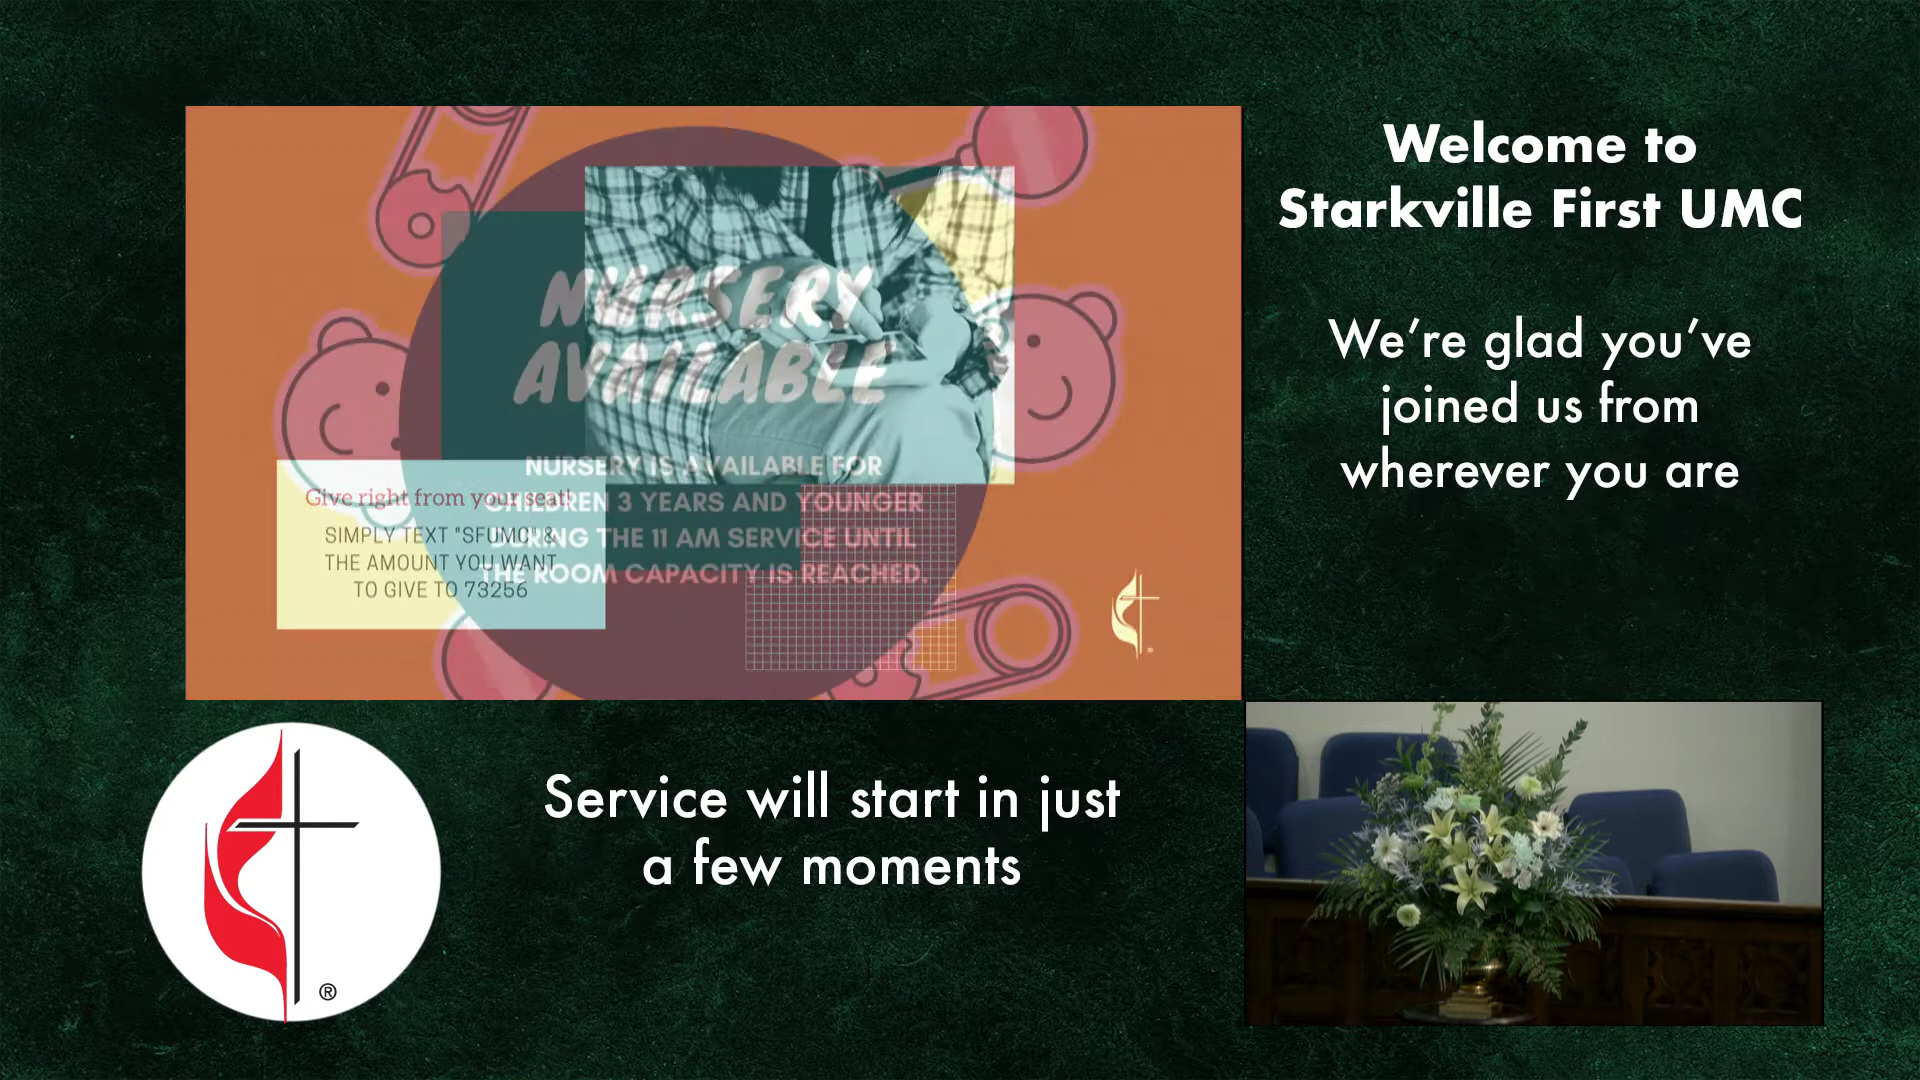 NURSERY
AVAILABLE
NURSERY IS AVAILABLE FOR
CHILDREN 3 YEARS AND YOUNGER
DURING THE 11 AM SERVICE UNTIL
THE ROOM CAPACITY IS REACHED.
Give right from your seat!
SIMPLY TEXT "SFUMC" &
THE AMOUNT YOU WANT
TO GIVE TO 73256
®
Welcome to
Starkville First UMC
We’re glad you’ve
joined us from
wherever you are
®
Service will start in just
a few moments